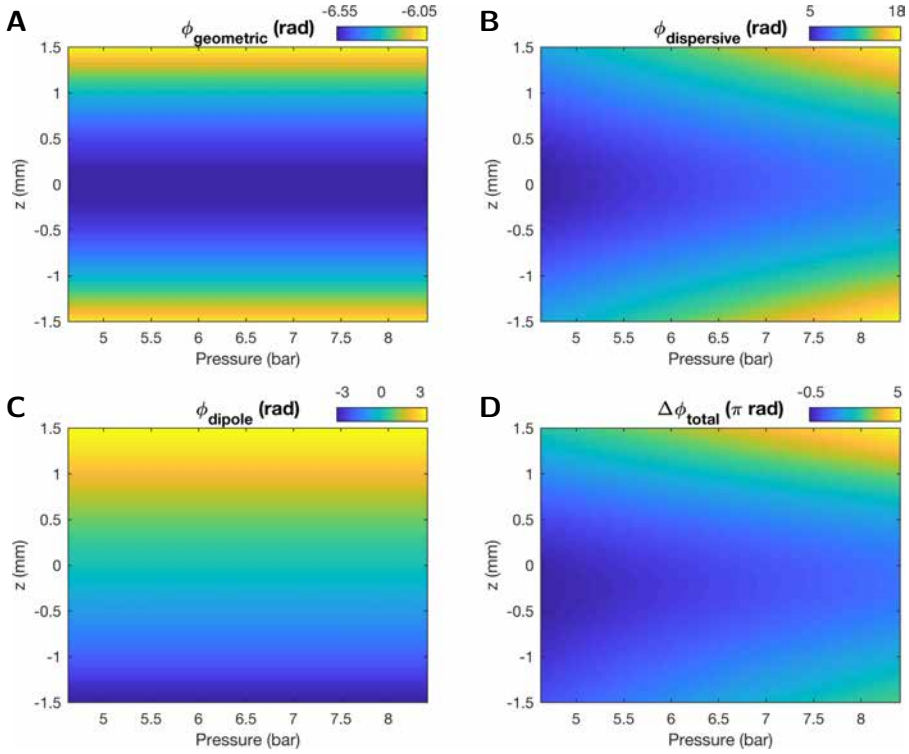 A
ϕgeometric (rad)
-6.55 -6.05
1.5
1
0.5
0
-0.5
-1
-1.5
z (mm)
5 5.5 6 6.5 7 7.5 8
Pressure (bar)
B
ϕdispersive (rad)
5 18
1.5
1
0.5
0
-0.5
-1
-1.5
z (mm)
5 5.5 6 6.5 7 7.5 8
Pressure (bar)
C
ϕdipole (rad)
-3 0 3
1.5
1
0.5
0
-0.5
-1
-1.5
z (mm)
5 5.5 6 6.5 7 7.5 8
Pressure (bar)
D
Δϕtotal (π rad)
-0.5 5
1.5
1
0.5
0
-0.5
-1
-1.5
z (mm)
5 5.5 6 6.5 7 7.5 8
Pressure (bar)